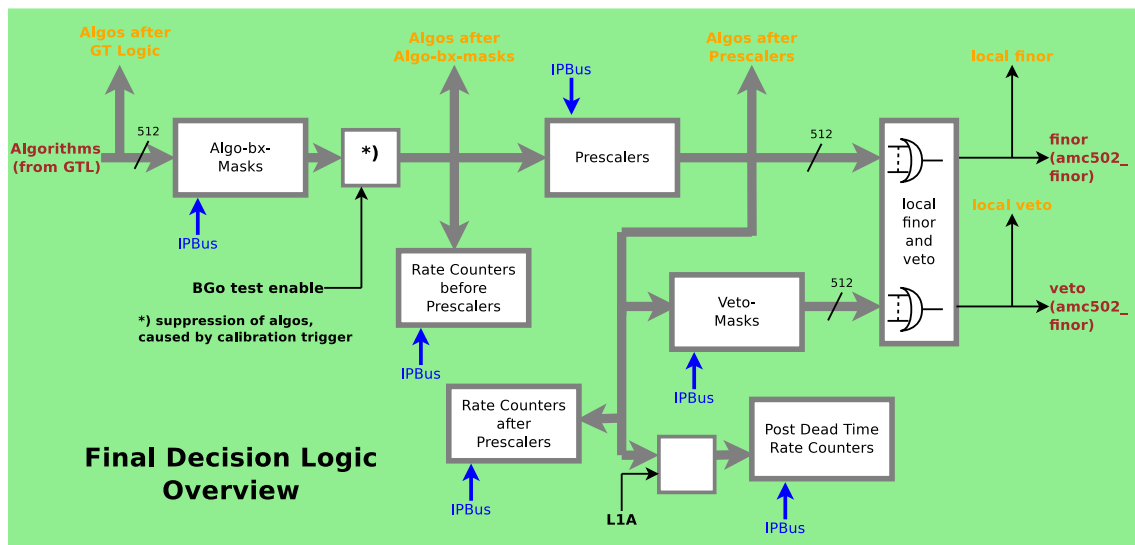 Algos after
GT Logic
Algos after
Algo-bx-masks
Algos after
Prescalers
local finor
IPBus
512
512
Algorithms
(from GTL)
Algo-bx-
Masks
*)
Prescalers
finor
(amc502_
finor)
local
finor
and
veto
local veto
IPBus
Rate Counters
before
Prescalers
BGo test enable
Veto-
Masks
512
veto
(amc502_
finor)
*) suppression of algos,
caused by calibration trigger
IPBus
IPBus
Rate Counters
after
Prescalers
Post Dead Time
Rate Counters
Final Decision Logic
Overview
L1A
IPBus
IPBus